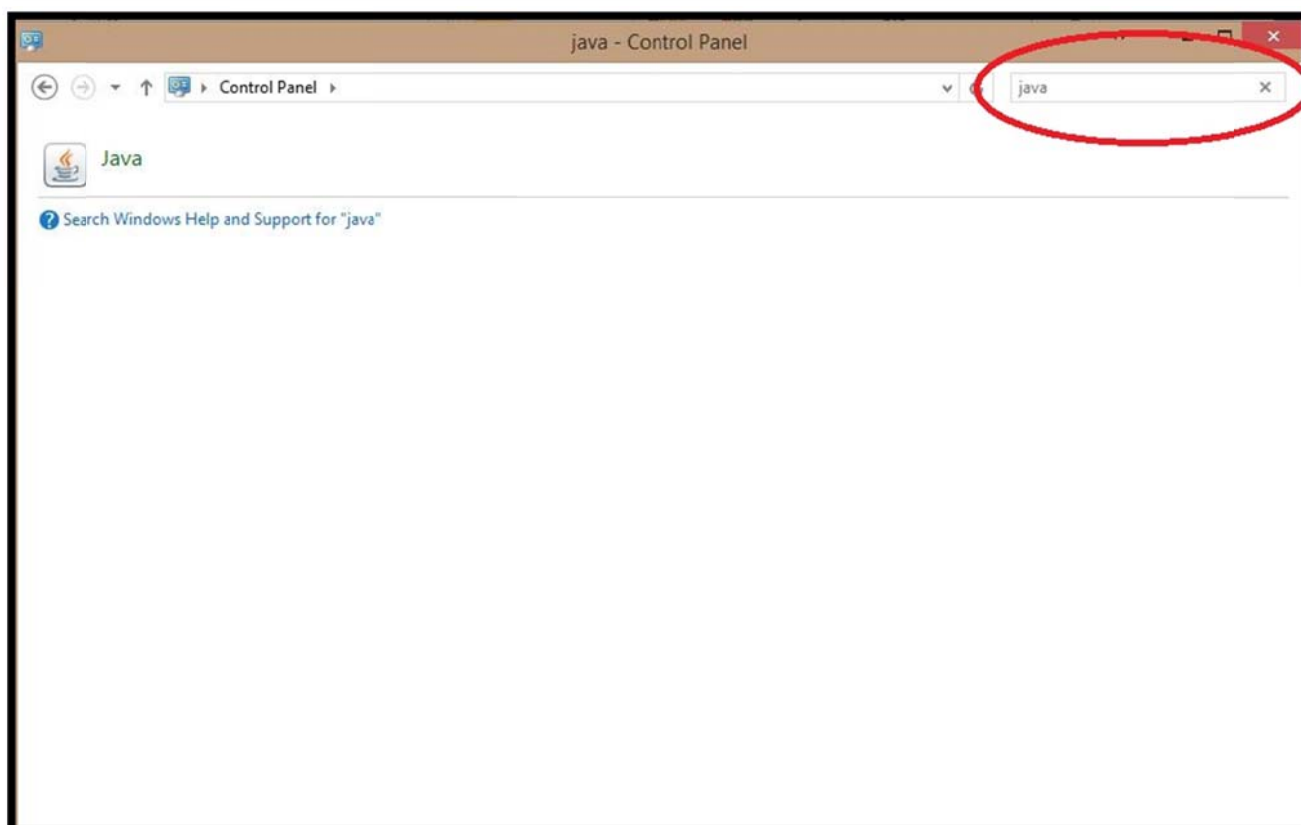 java - Control Panel
Control Panel
java
Java
Search Windows Help and Support for "java"